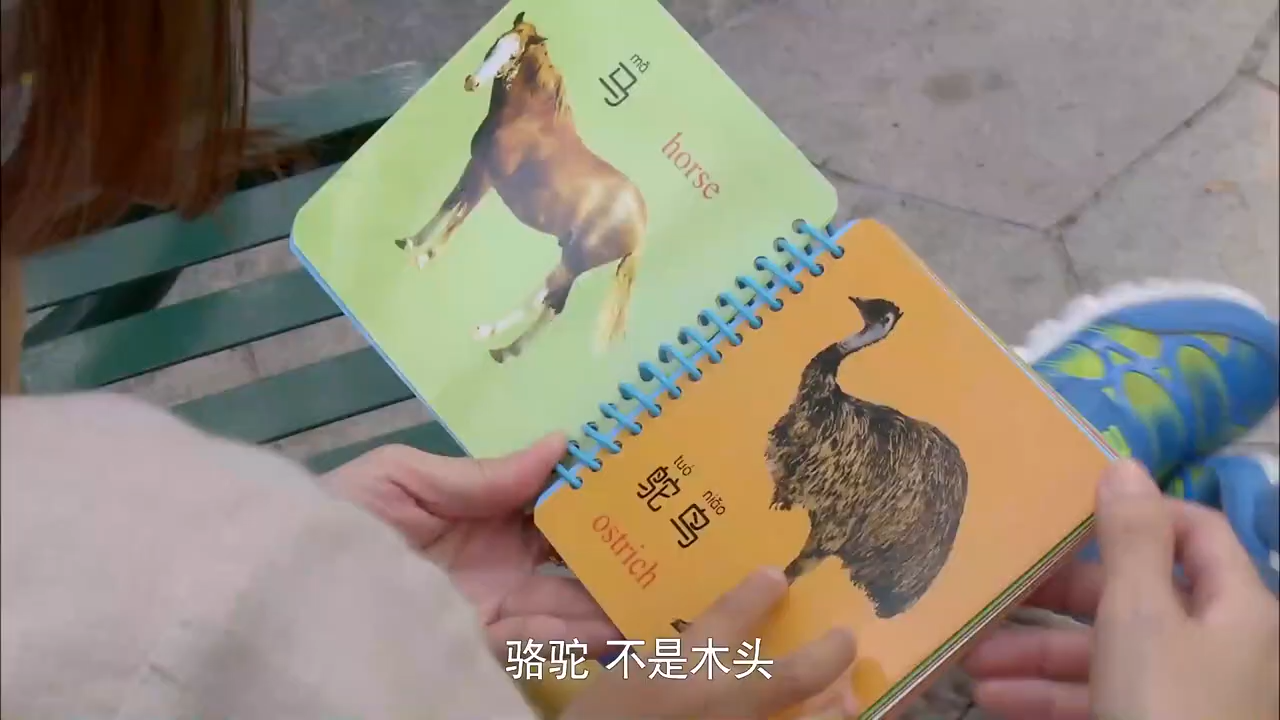 mǎ
马
horse
tuó niǎo
鸵鸟
ostrich
骆驼 不是木头